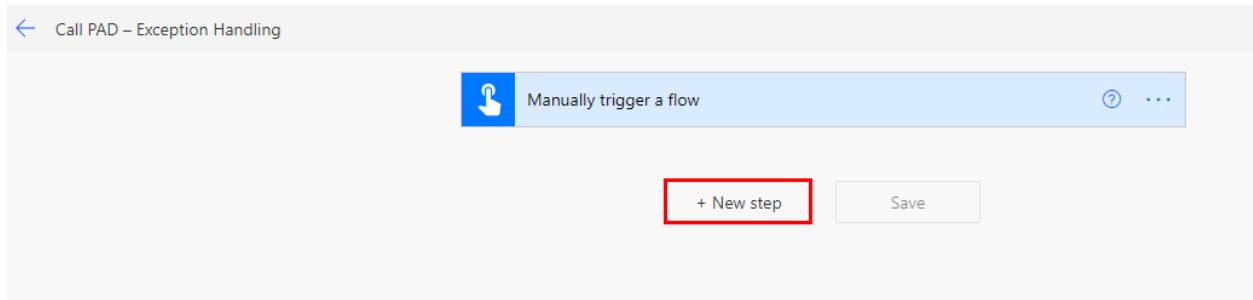 Call PAD – Exception Handling
Manually trigger a flow
+ New step
Save